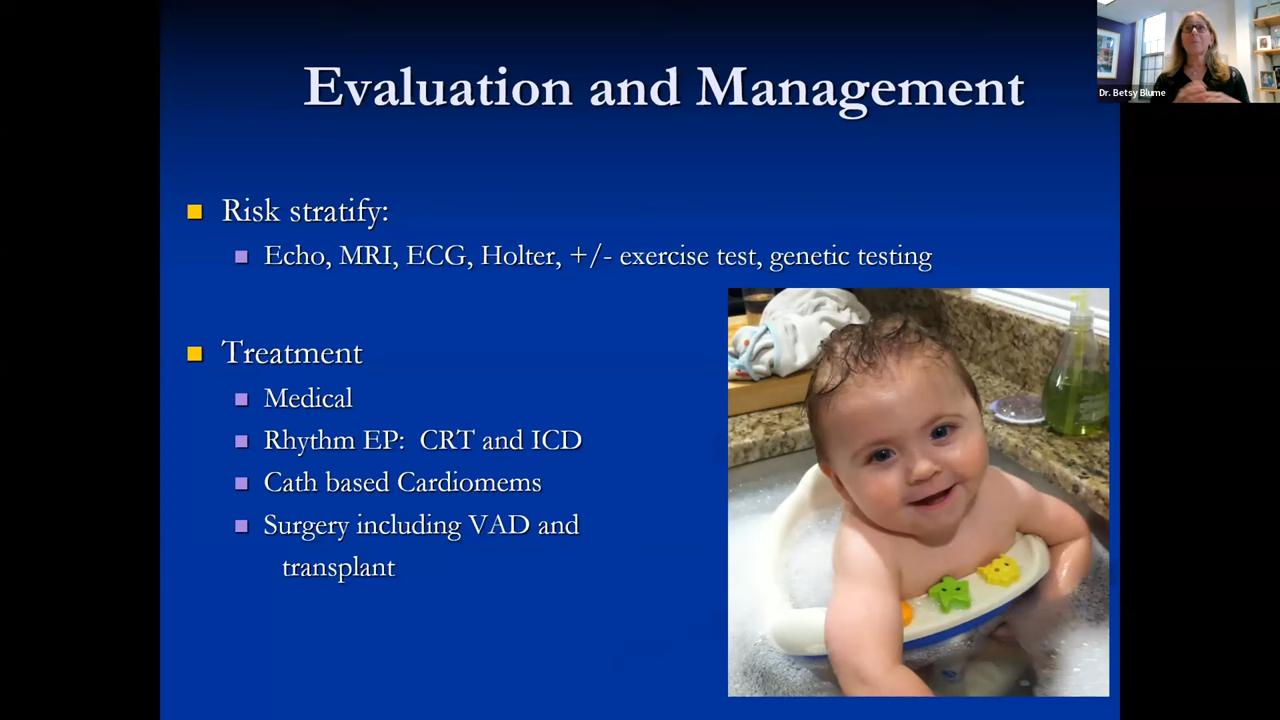 Evaluation and Management
Dr. Betsy Blume
Risk stratify:
Echo, MRI, ECG, Holter, +/- exercise test, genetic testing
Treatment
Medical
Rhythm EP: CRT and ICD
Cath based Cardiomems
Surgery including VAD and
transplant